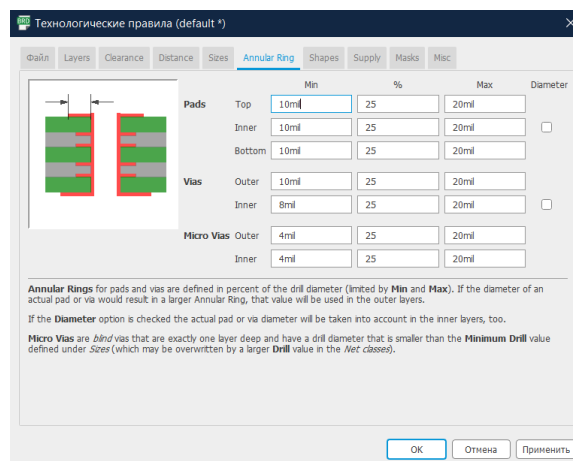 BRD Технологические правила (default *)
Файл Layers Clearance Distance Sizes Annular Ring Shapes Supply Masks Misc
Min % Max Diameter
Pads Top 10mil 25 20mil
Inner 10mil 25 20mil
Bottom 10mil 25 20mil
Vias Outer 10mil 25 20mil
Inner 8mil 25 20mil
Micro Vias Outer 4mil 25 20mil
Inner 4mil 25 20mil
Annular Rings for pads and vias are defined in percent of the drill diameter (limited by Min and Max). If the diameter of an
actual pad or via would result in a larger Annular Ring, that value will be used in the outer layers.
If the Diameter option is checked the actual pad or via diameter will be taken into account in the inner layers, too.
Micro Vias are blind vias that are exactly one layer deep and have a drill diameter that is smaller than the Minimum Drill value
defined under Sizes (which may be overwritten by a larger Drill value in the Net classes).
OK Отмена Применить